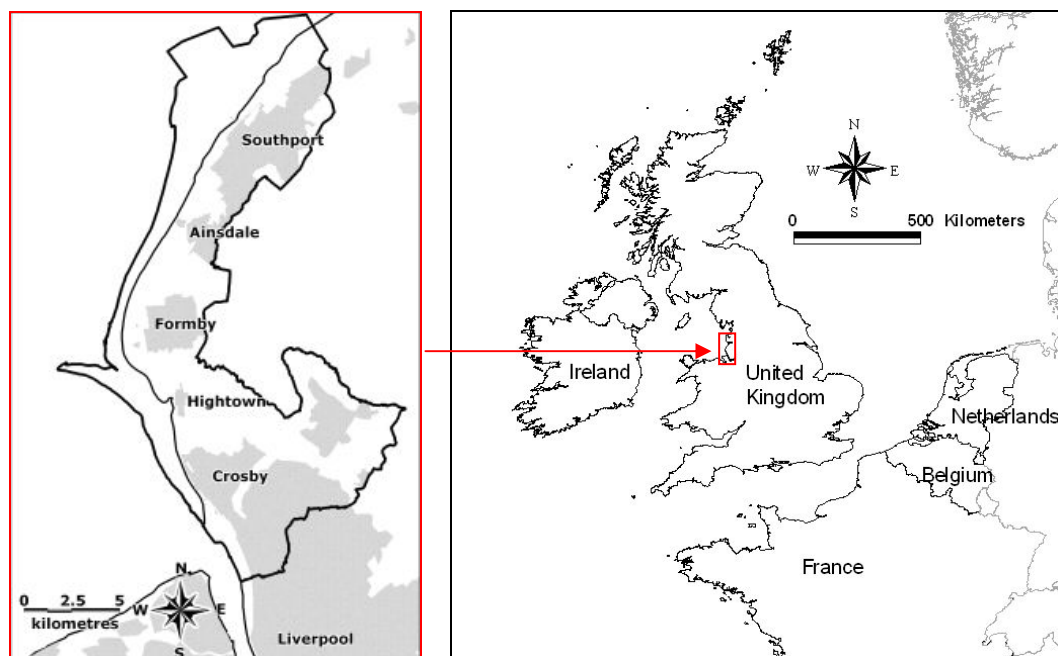 Southport
Ainsdale
Formby
Hightown
Crosby
N
0 2.5 5
W E
kilometres
S
Liverpool
N
W E
S
0 500 Kilometers
Ireland
United
Kingdom
Netherlands
Belgium
France